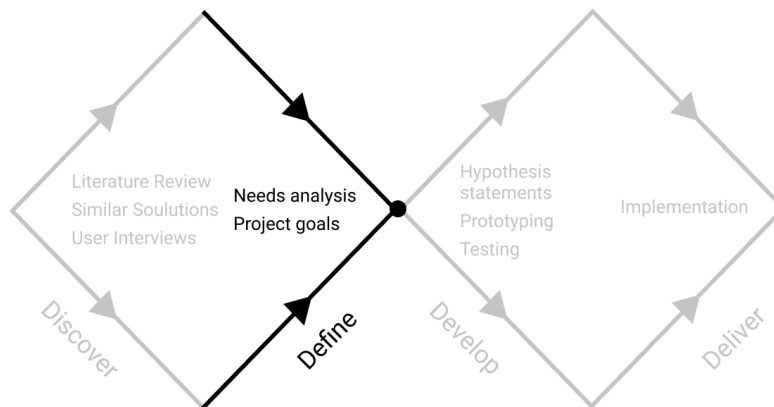 Literature Review
Similar Soulutions
User Interviews
Discover
Needs analysis
Project goals
Define
Hypothesis
statements
Prototyping
Testing
Develop
Implementation
Deliver